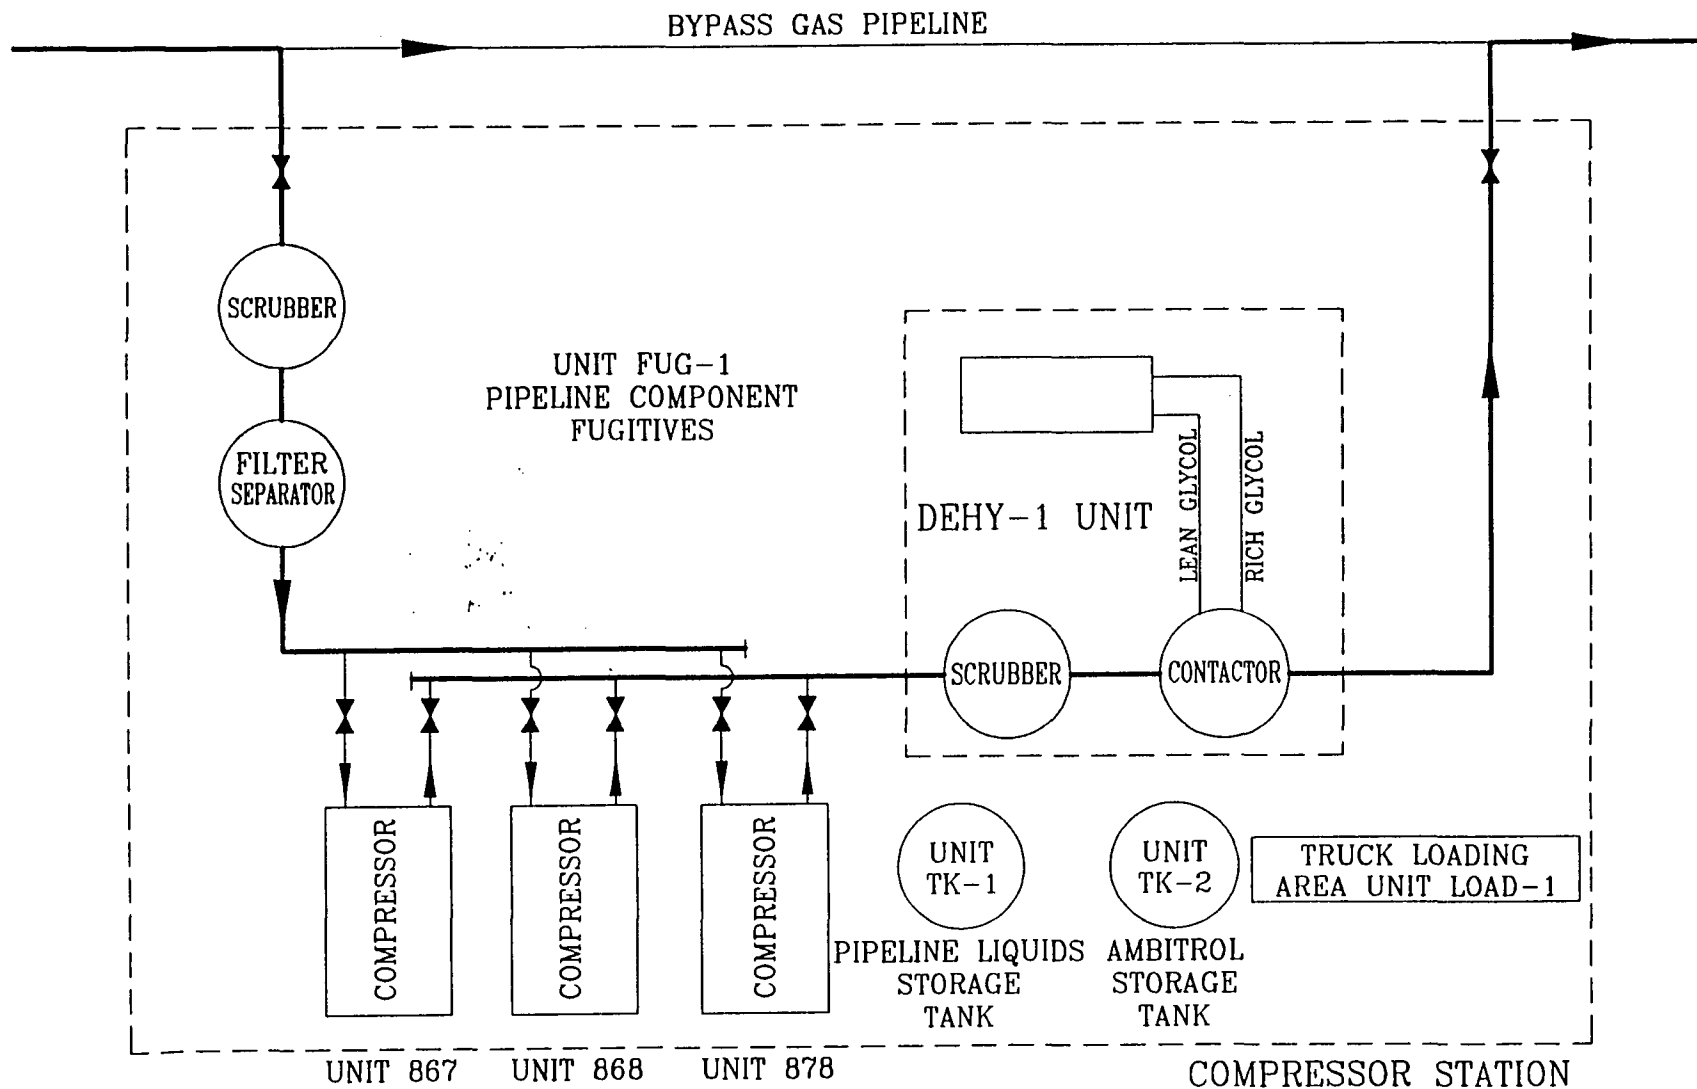 BYPASS GAS PIPELINE
SCRUBBER
FILTER
SEPARATOR
UNIT FUG-1
PIPELINE COMPONENT
FUGITIVES
DEHY-1 UNIT
LEAN GLYCOL
RICH GLYCOL
SCRUBBER
CONTACTOR
COMPRESSOR
COMPRESSOR
COMPRESSOR
UNIT
TK-1
UNIT
TK-2
TRUCK LOADING
AREA UNIT LOAD-1
PIPELINE LIQUIDS
STORAGE
TANK
AMBITROL
STORAGE
TANK
UNIT 867
UNIT 868
UNIT 878
COMPRESSOR STATION